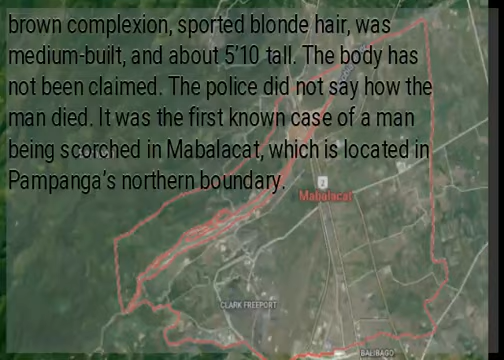 brown complexion, sported blonde hair, was
medium-built, and about 5'10 tall. The body has
not been claimed. The police did not say how the
man died. It was the first known case of a man
being scorched in Mabalacat, which is located in
Pampanga's northern boundary.
2
Mabalacat
CLARK FREEPORT
BALIBAGO